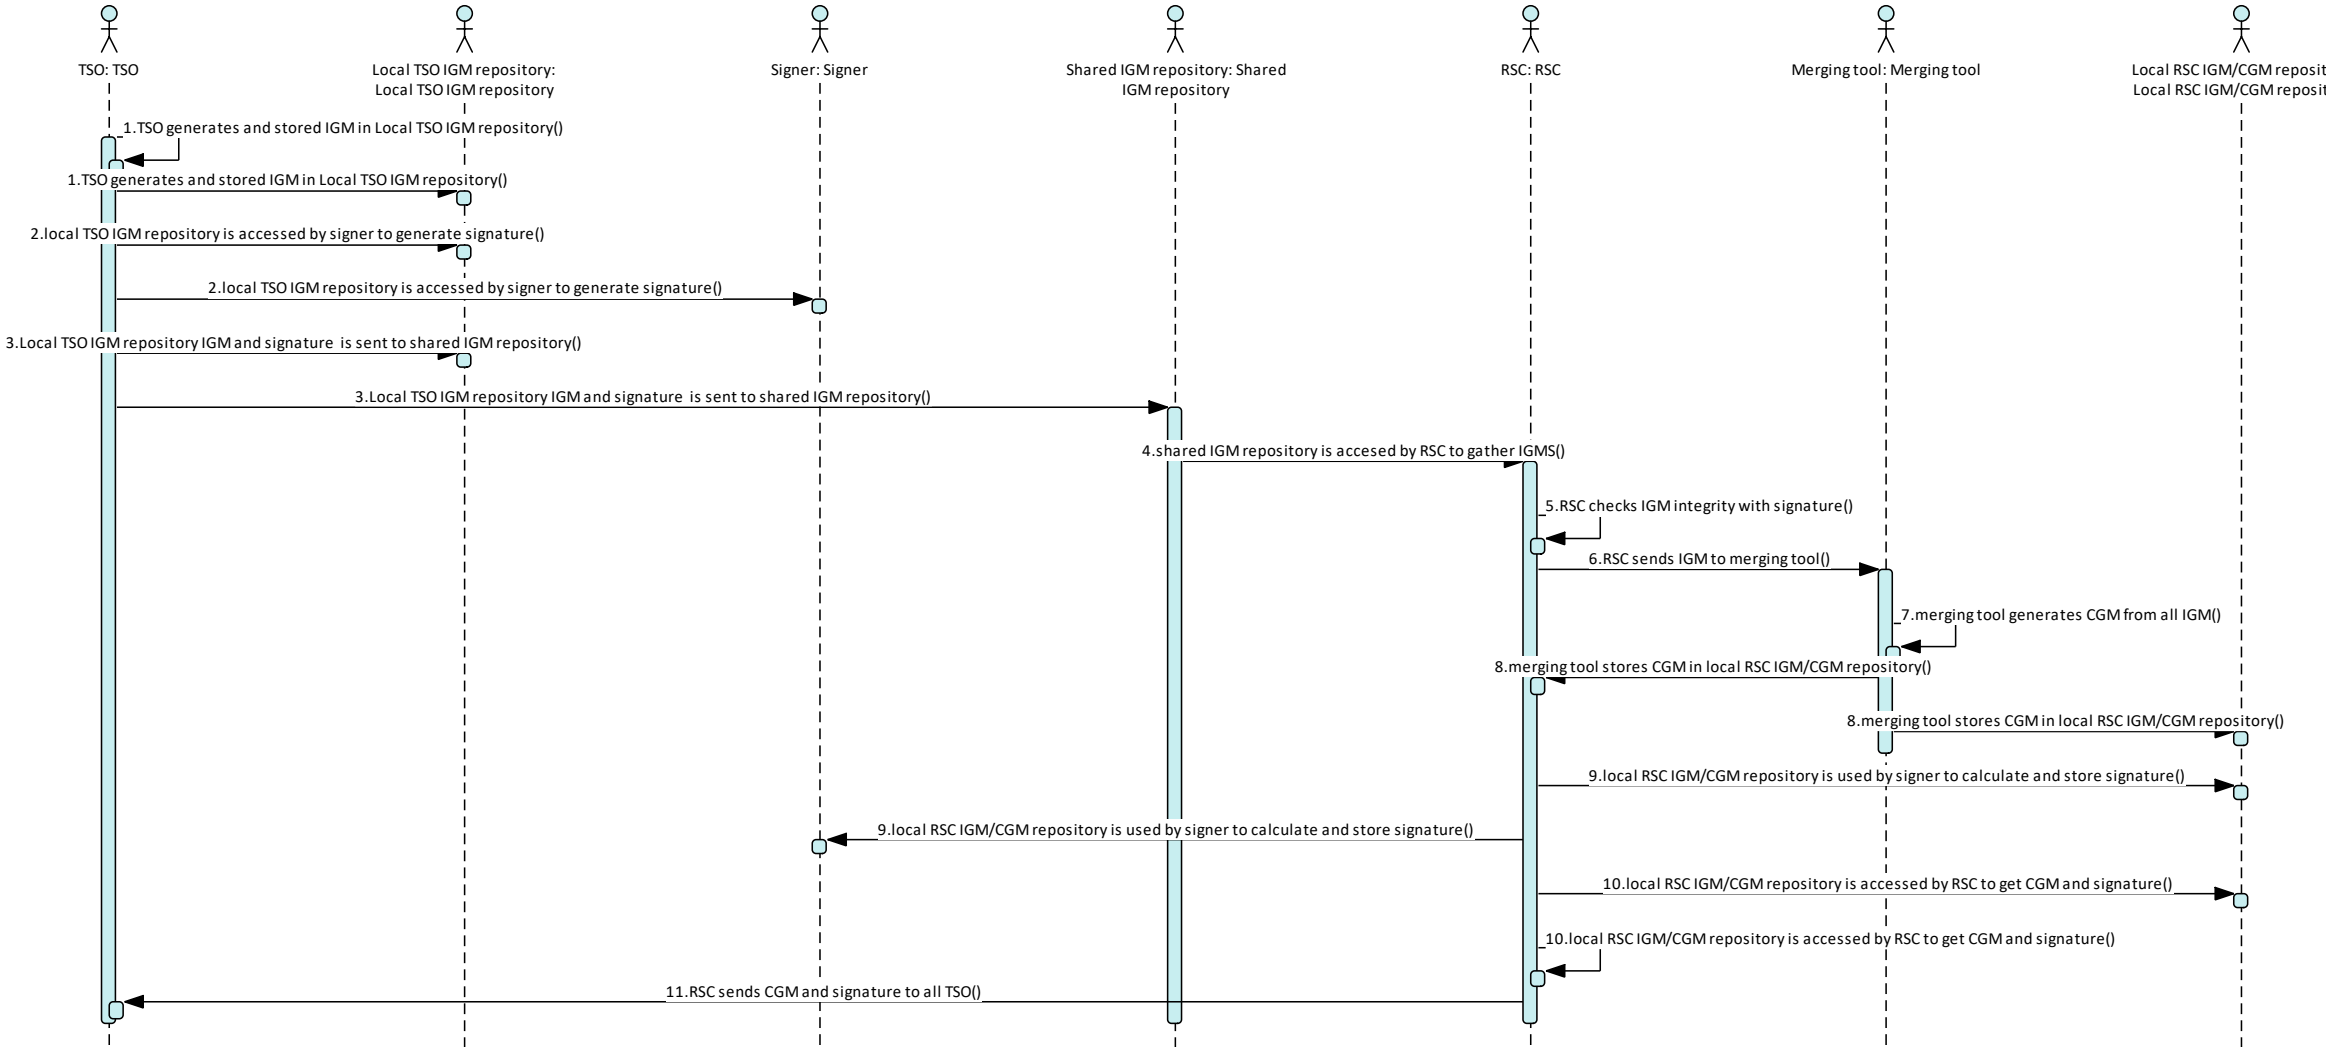 TSO: TSO
Local TSO IGM repository:
Local TSO IGM repository
Signer: Signer
Shared IGM repository: Shared
IGM repository
RSC: RSC
Merging tool: Merging tool
Local RSC IGM/CGM reposit
Local RSC IGM/CGM reposit
1.TSO generates and stored IGM in Local TSO IGM repository()
1.TSO generates and stored IGM in Local TSO IGM repository()
2.local TSO IGM repository is accessed by signer to generate signature()
2.local TSO IGM repository is accessed by signer to generate signature()
3.Local TSO IGM repository IGM and signature is sent to shared IGM repository()
3.Local TSO IGM repository IGM and signature is sent to shared IGM repository()
4.shared IGM repository is accesed by RSC to gather IGMS()
5.RSC checks IGM integrity with signature()
6.RSC sends IGM to merging tool()
7.merging tool generates CGM from all IGM()
8.merging tool stores CGM in local RSC IGM/CGM repository()
8.merging tool stores CGM in local RSC IGM/CGM repository()
9.local RSC IGM/CGM repository is used by signer to calculate and store signature()
9.local RSC IGM/CGM repository is used by signer to calculate and store signature()
10.local RSC IGM/CGM repository is accessed by RSC to get CGM and signature()
10.local RSC IGM/CGM repository is accessed by RSC to get CGM and signature()
11.RSC sends CGM and signature to all TSO()